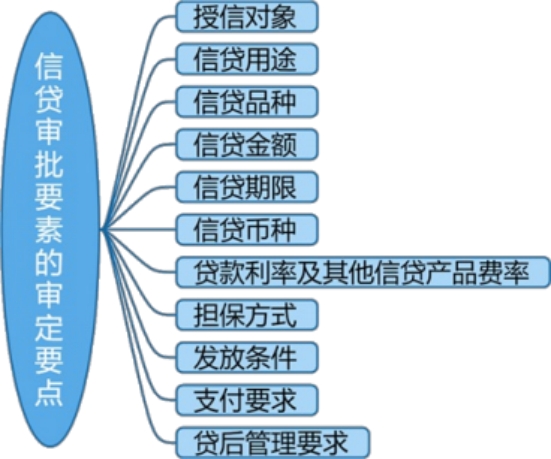 信贷审批要素的审定要点
授信对象
信贷用途
信贷品种
信贷金额
信贷期限
信贷币种
贷款利率及其他信贷产品费率
担保方式
发放条件
支付要求
贷后管理要求